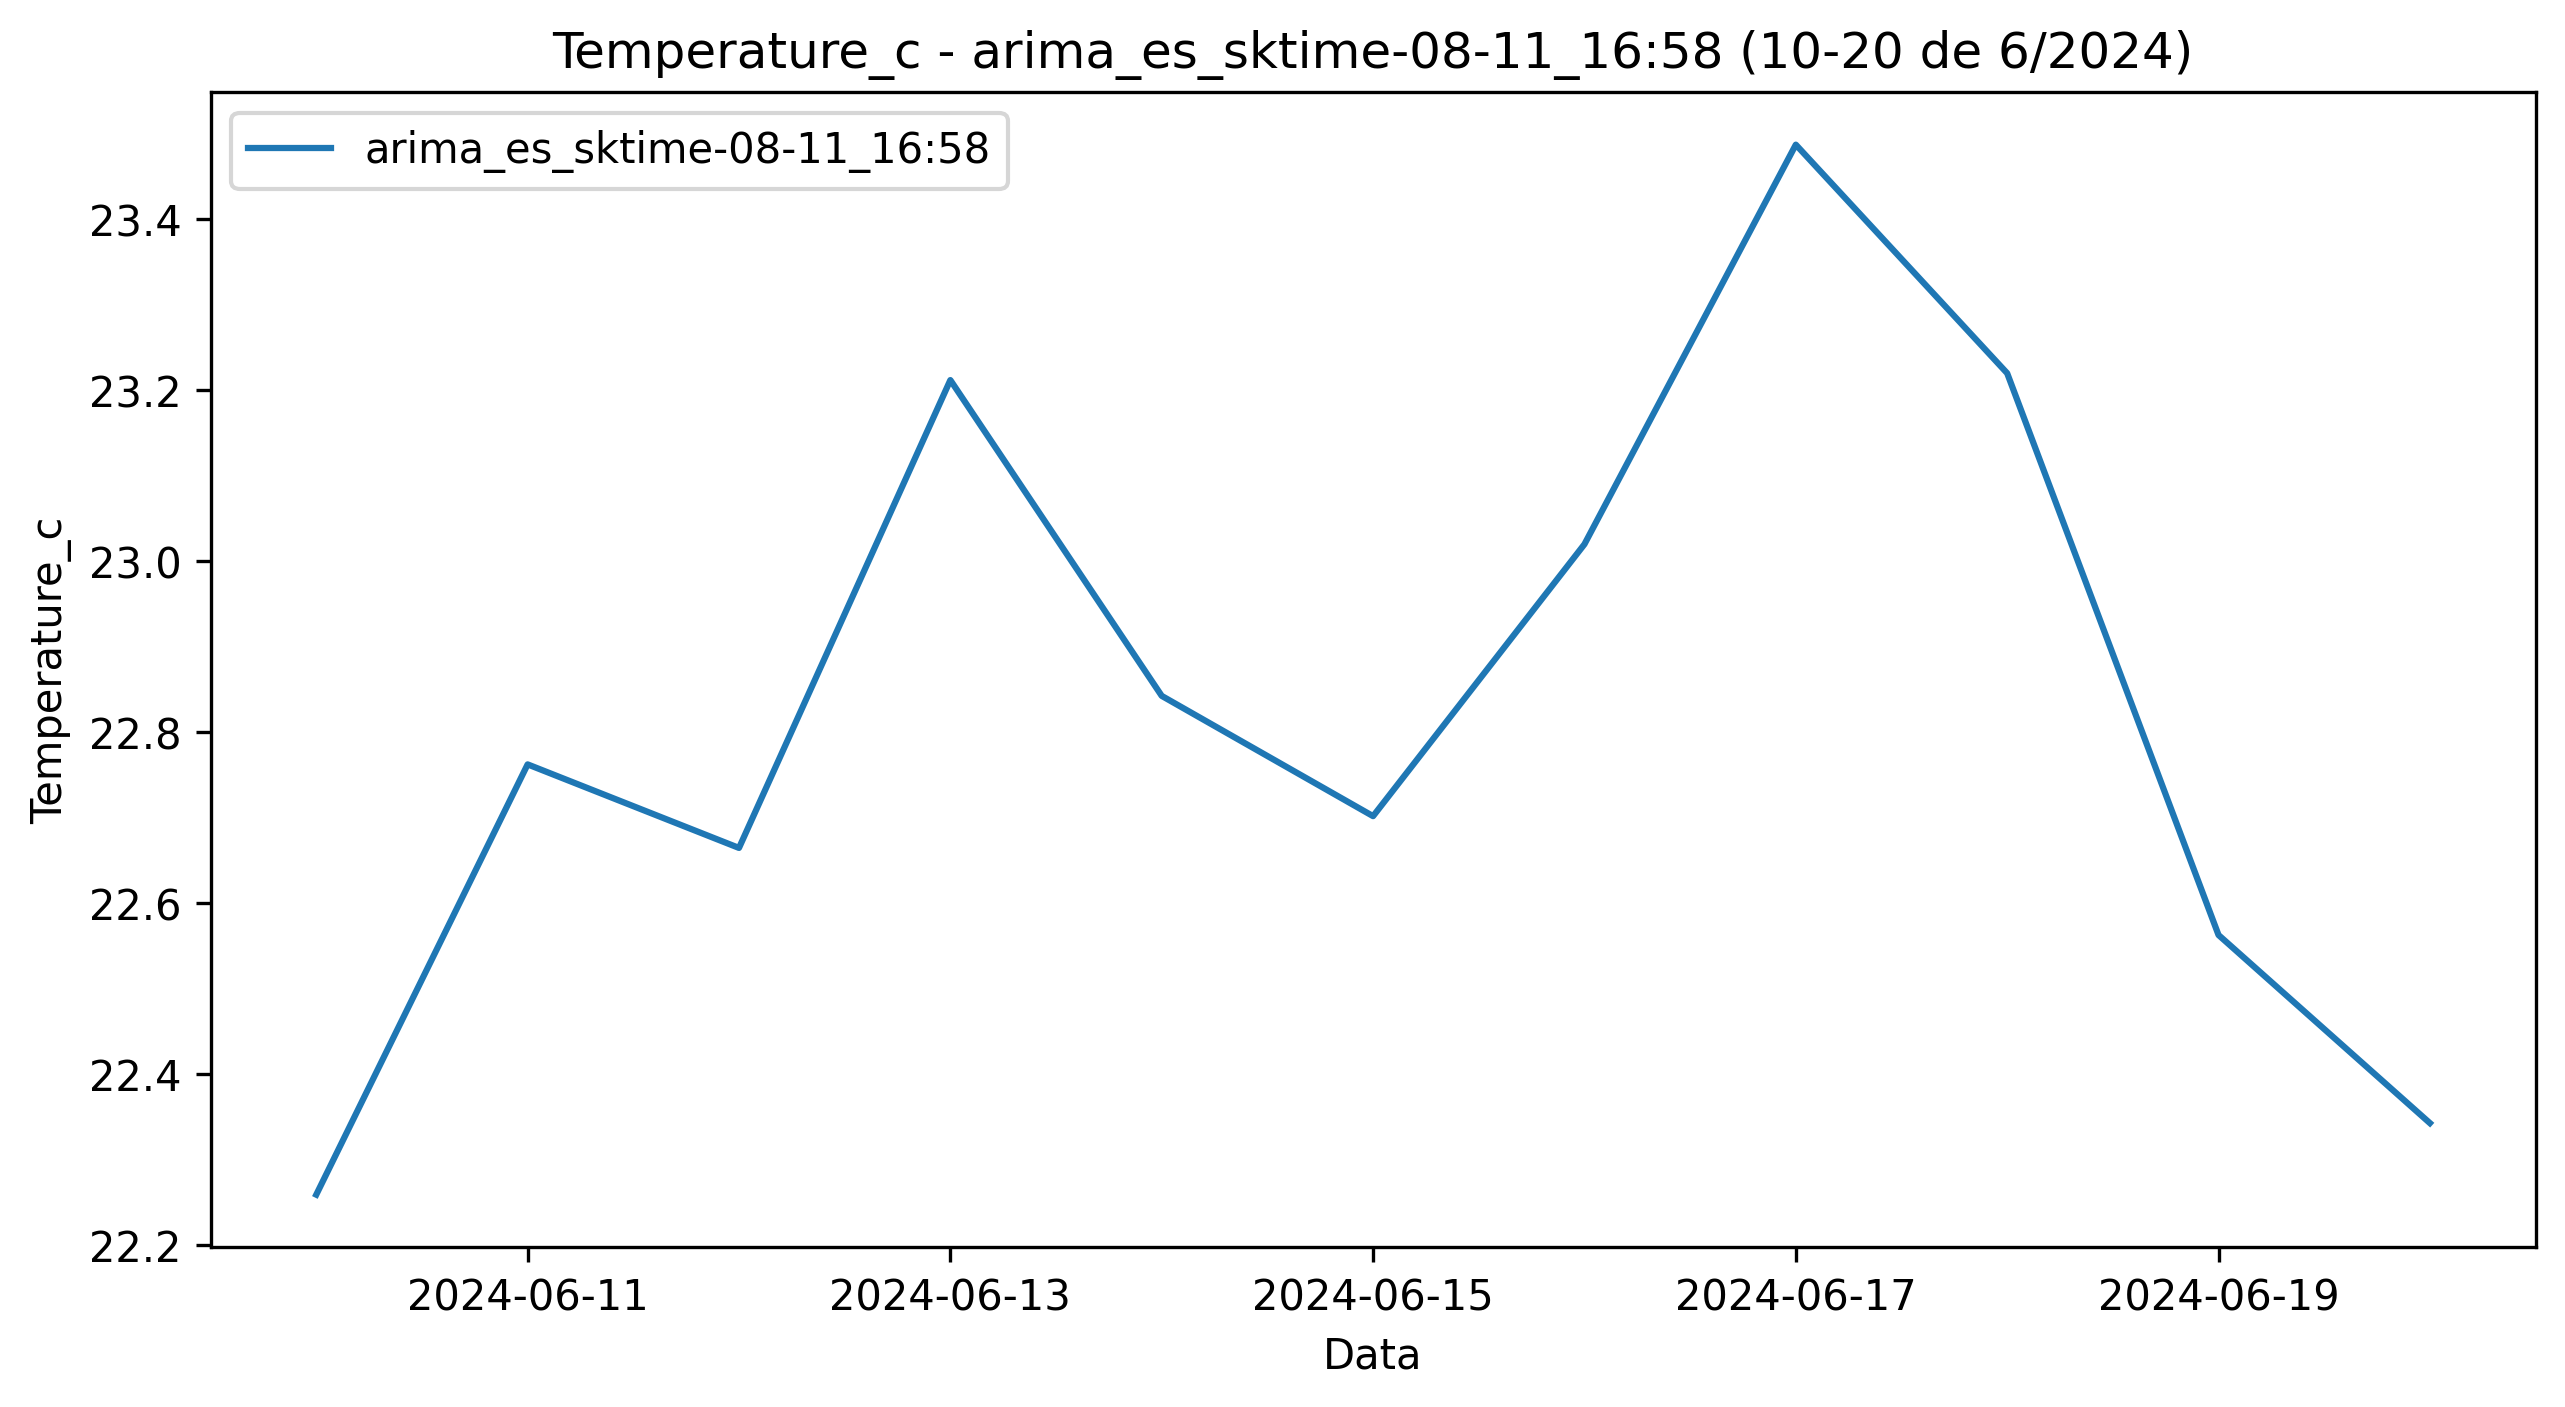 Temperature_c - arima_es_sktime-08-11_16:58 (10-20 de 6/2024)
arima_es_sktime-08-11_16:58
23.4
23.2
23.0
22.8
22.6
22.4
22.2
Temperature_c
2024-06-11 2024-06-13 2024-06-15 2024-06-17 2024-06-19
Data